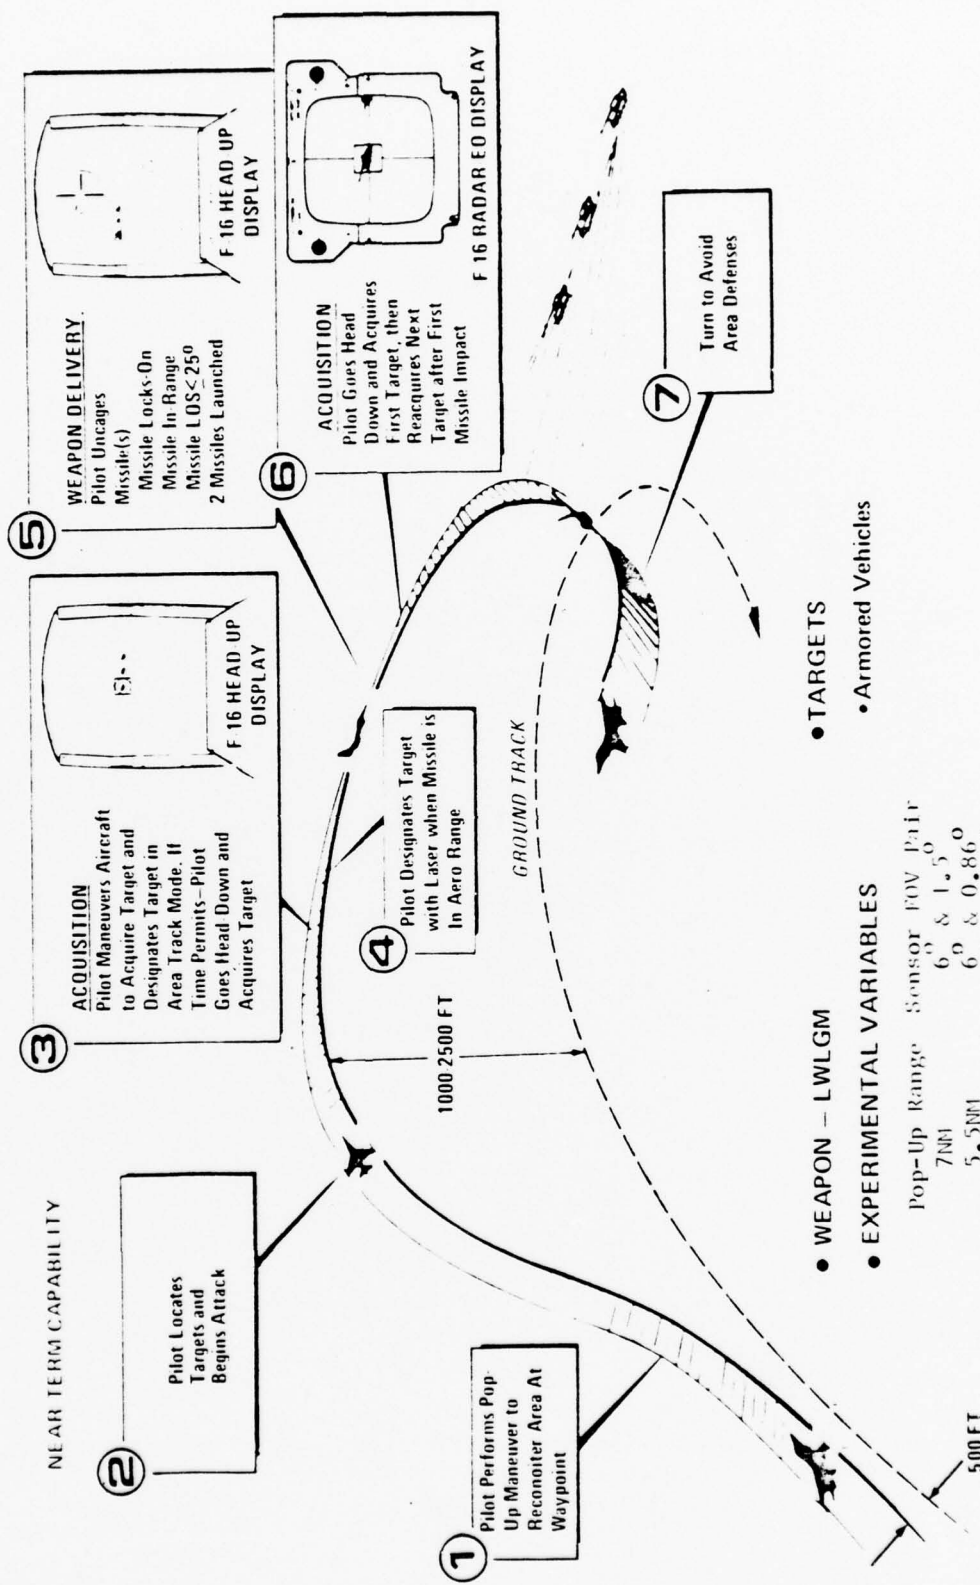 NEAR TERM CAPABILITY
1
Pilot Performs Pop
Up Maneuver to
Reconoiter Area At
Waypoint
2
Pilot Locates
Targets and
Begins Attack
3
ACQUISITION
Pilot Maneuvers Aircraft
to Acquire Target and
Designates Target in
Area Track Mode. If
Time Permits–Pilot
Goes Head Down and
Acquires Target
F 16 HEAD UP
DISPLAY
4
Pilot Designates Target
with Laser when Missile is
In Aero Range
5
WEAPON DELIVERY
Pilot Uncages
Missile(s)
Missile Locks-On
Missile In-Range
Missile LOS<25°
2 Missiles Launched
F 16 HEAD UP
DISPLAY
6
ACQUISITION
Pilot Goes Head
Down and Acquires
First Target, then
Reacquires Next
Target after First
Missile Impact
F 16 RADAR EO DISPLAY
7
Turn to Avoid
Area Defenses
1000 2500 FT
GROUND TRACK
500 FT
• WEAPON – LWLGM
• EXPERIMENTAL VARIABLES
Pop-Up Range Sensor FOV Pair
7NM 6° & 1.5°
5.5NM 6° & 0.86°
• TARGETS
• Armored Vehicles